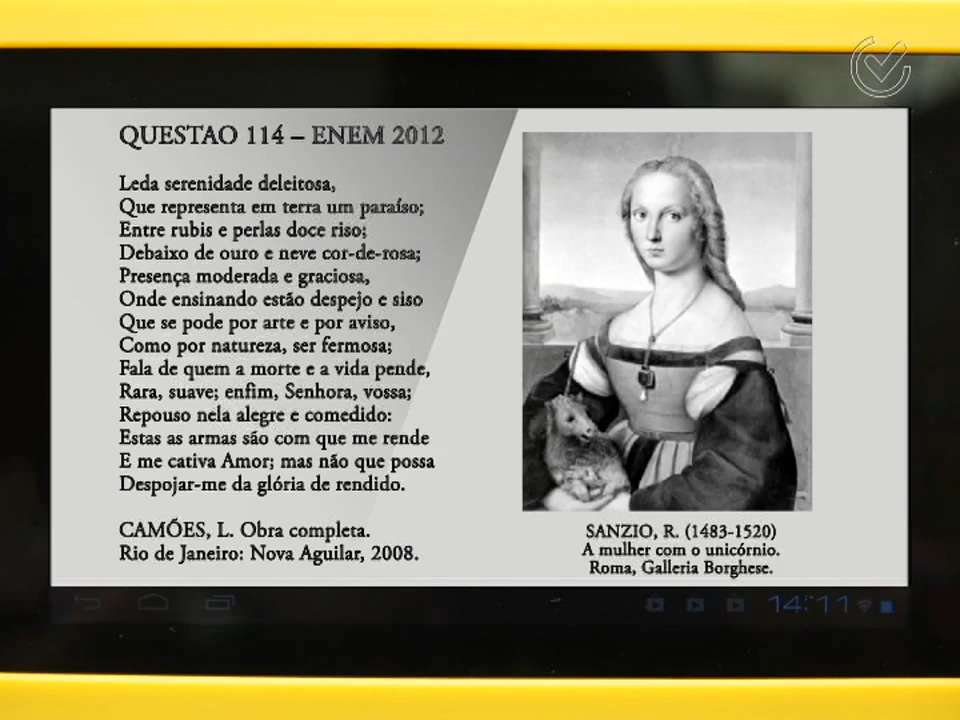 QUESTAO 114 – ENEM 2012
Leda serenidade deleitosa,
Que representa em terra um paraíso;
Entre rubis e perlas doce riso;
Debaixo de ouro e neve cor-de-rosa;
Presença moderada e graciosa,
Onde ensinando estão despejo e siso
Que se pode por arte e por aviso,
Como por natureza, ser fermosa;
Fala de quem a morte e a vida pende,
Rara, suave; enfim, Senhora, vossa;
Repouso nela alegre e comedido:
Estas as armas são com que me rende
E me cativa Amor; mas não que possa
Despojar-me da glória de rendido.
CAMÕES, L. Obra completa.
Rio de Janeiro: Nova Aguilar, 2008.
SANZIO, R. (1483-1520)
A mulher com o unicórnio.
Roma, Galleria Borghese.
14:11